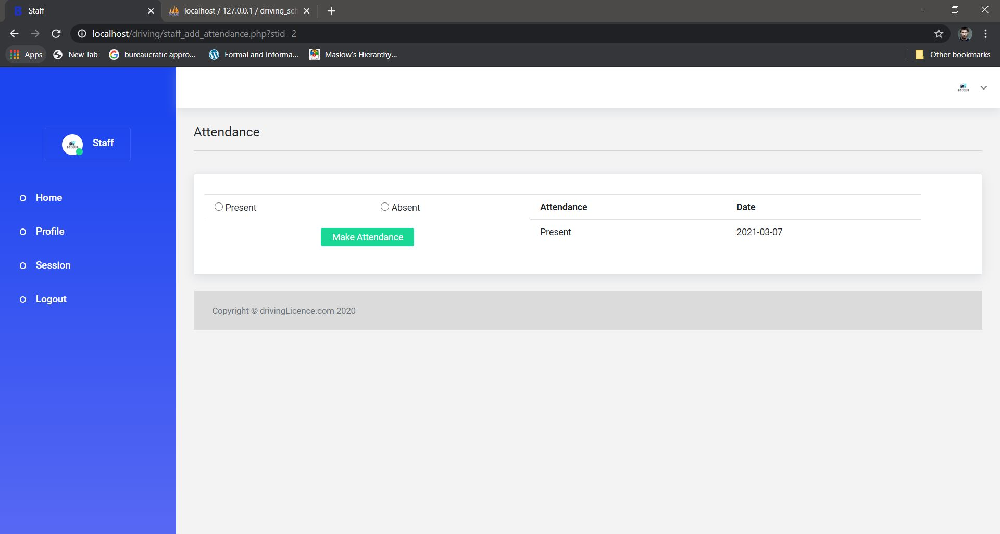 Staff
localhost / 127.0.0.1 / driving_sch
localhost/driving/staff_add_attendance.php?stid=2
Apps New Tab bureaucratic appro... Formal and Informa... Maslow's Hierarchy... Other bookmarks
Staff
Home
Profile
Session
Logout
Attendance
Present Absent Attendance Date
Make Attendance Present 2021-03-07
Copyright © drivingLicence.com 2020